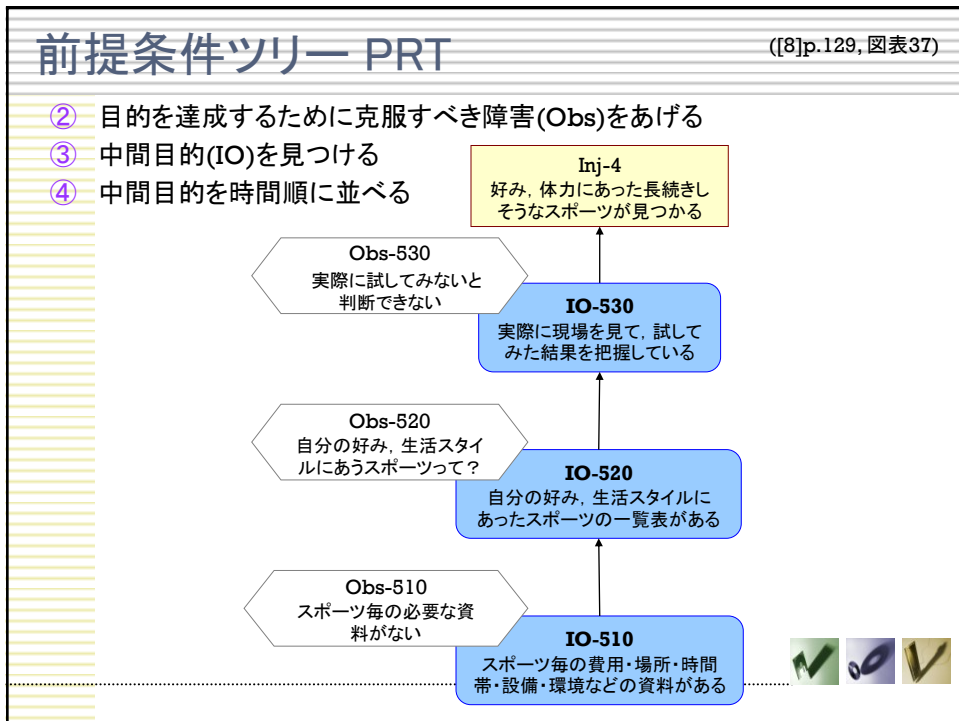 前提条件ツリー PRT
([8]p.129, 図表37)
② 目的を達成するために克服すべき障害(Obs)をあげる
③ 中間目的(IO)を見つける
④ 中間目的を時間順に並べる
Inj-4
好み, 体力にあった長続きし
そうなスポーツが見つかる
Obs-530
実際に試してみないと
判断できない
IO-530
実際に現場を見て, 試して
みた結果を把握している
Obs-520
自分の好み, 生活スタイ
ルにあうスポーツって？
IO-520
自分の好み, 生活スタイルに
あったスポーツの一覧表がある
Obs-510
スポーツ毎の必要な資
料がない
IO-510
スポーツ毎の費用・場所・時間
帯・設備・環境などの資料がある